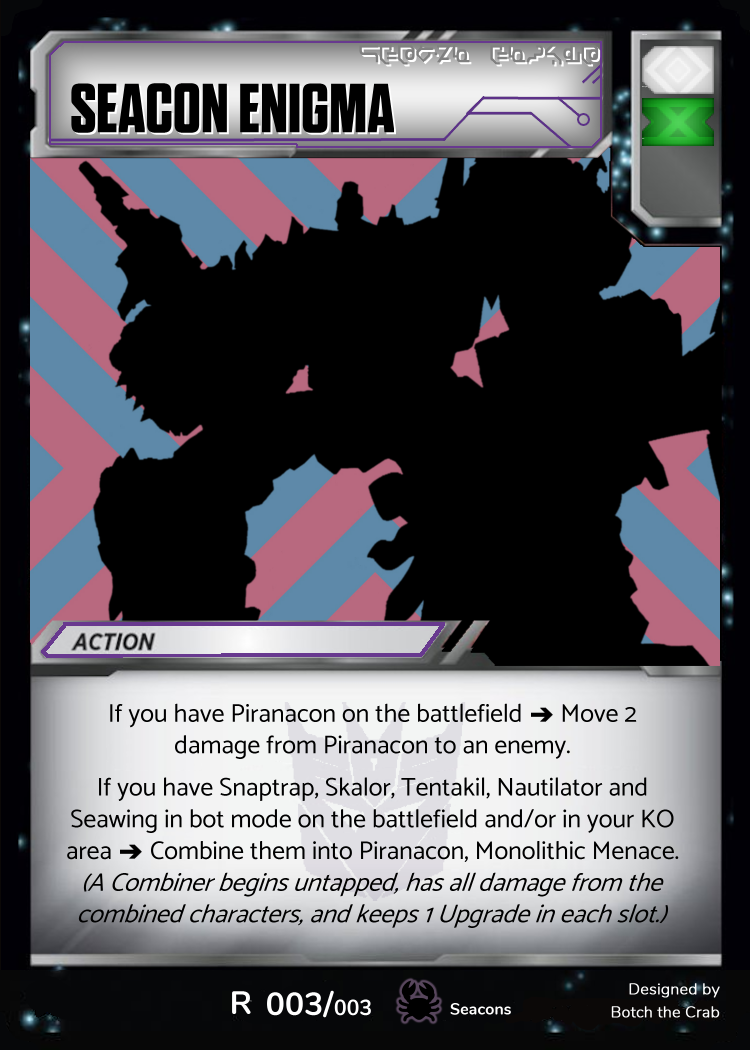 SEACON ENIGMA
ACTION
If you have Piranacon on the battlefield ➔ Move 2
damage from Piranacon to an enemy.
If you have Snaptrap, Skalor, Tentakil, Nautilator and
Seawing in bot mode on the battlefield and/or in your KO
area ➔ Combine them into Piranacon, Monolithic Menace.
(A Combiner begins untapped, has all damage from the
combined characters, and keeps 1 Upgrade in each slot.)
R 003/003
Seacons
Designed by
Botch the Crab